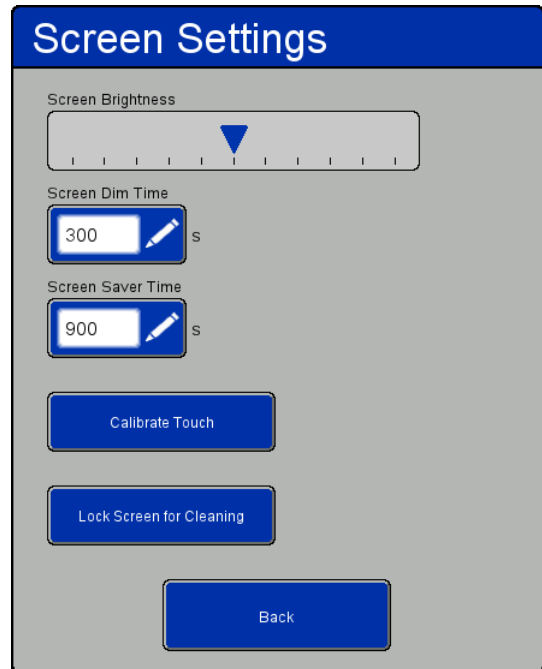 Screen Settings
Screen Brightness
Screen Dim Time
300 s
Screen Saver Time
900 s
Calibrate Touch
Lock Screen for Cleaning
Back